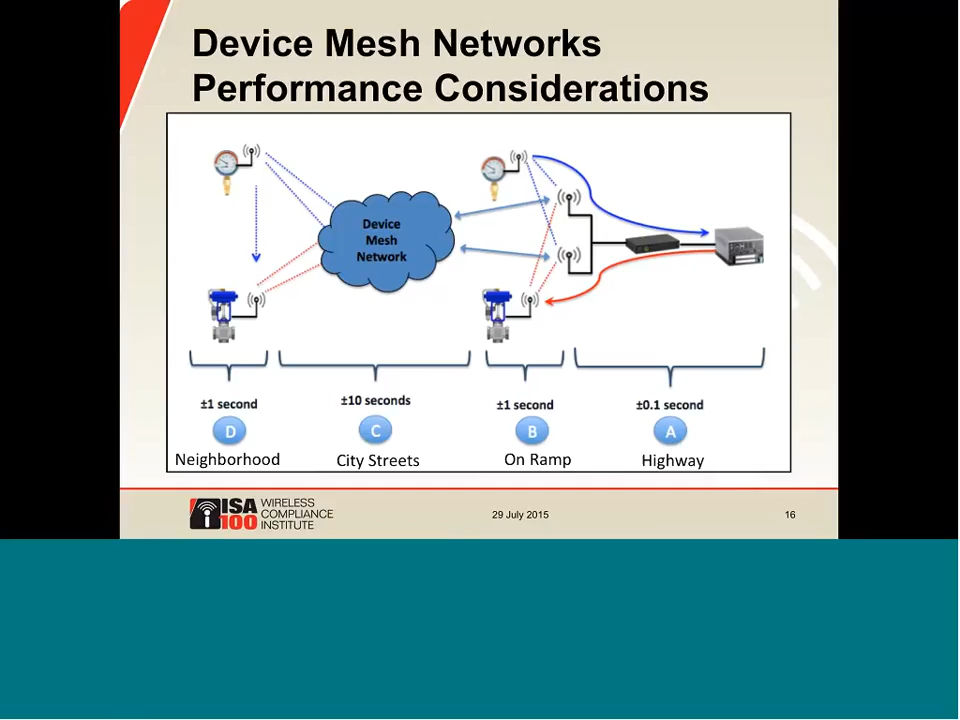 Device Mesh Networks
Performance Considerations
Device
Mesh
Network
±1 second
±10 seconds
±1 second
±0.1 second
D
C
B
A
Neighborhood
City Streets
On Ramp
Highway
ISA
100
WIRELESS
COMPLIANCE
INSTITUTE
29 July 2015
16